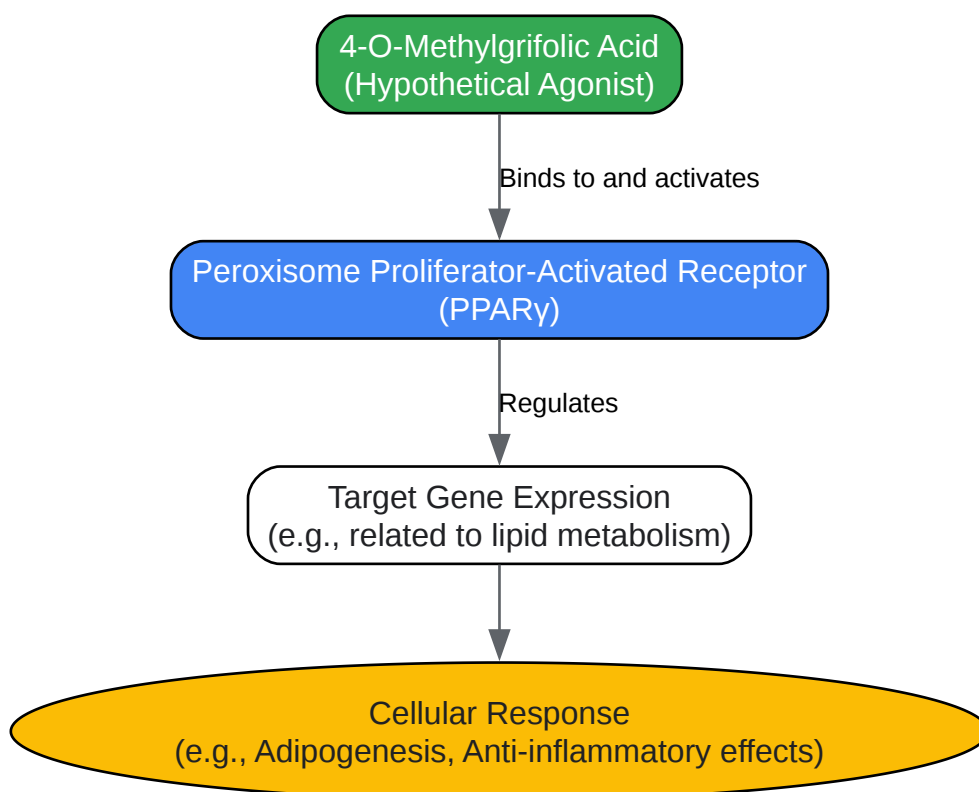 4-O-Methylgrifolic Acid
(Hypothetical Agonist)
Binds to and activates
Peroxisome Proliferator-Activated Receptor
(PPARγ)
Regulates
Target Gene Expression
(e.g., related to lipid metabolism)
Cellular Response
(e.g., Adipogenesis, Anti-inflammatory effects)